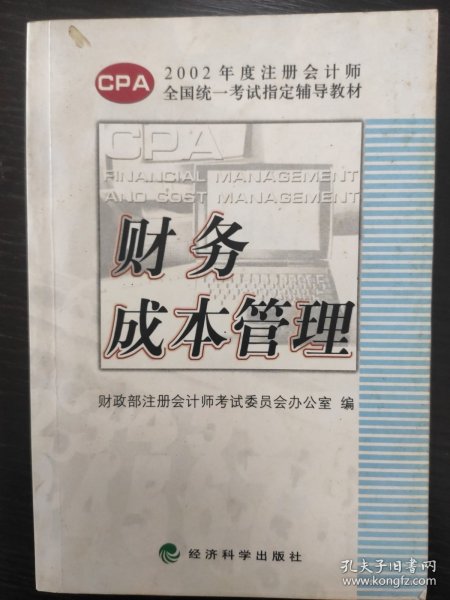 CPA
2002年度注册会计师
全国统一考试指定辅导教材
CPA
FINANCIAL MANAGEMENT
AND COST MANAGEMENT
财务
成本管理
财政部注册会计师考试委员会办公室 编
经济科学出版社
孔夫子旧书网
www.kongfz.com